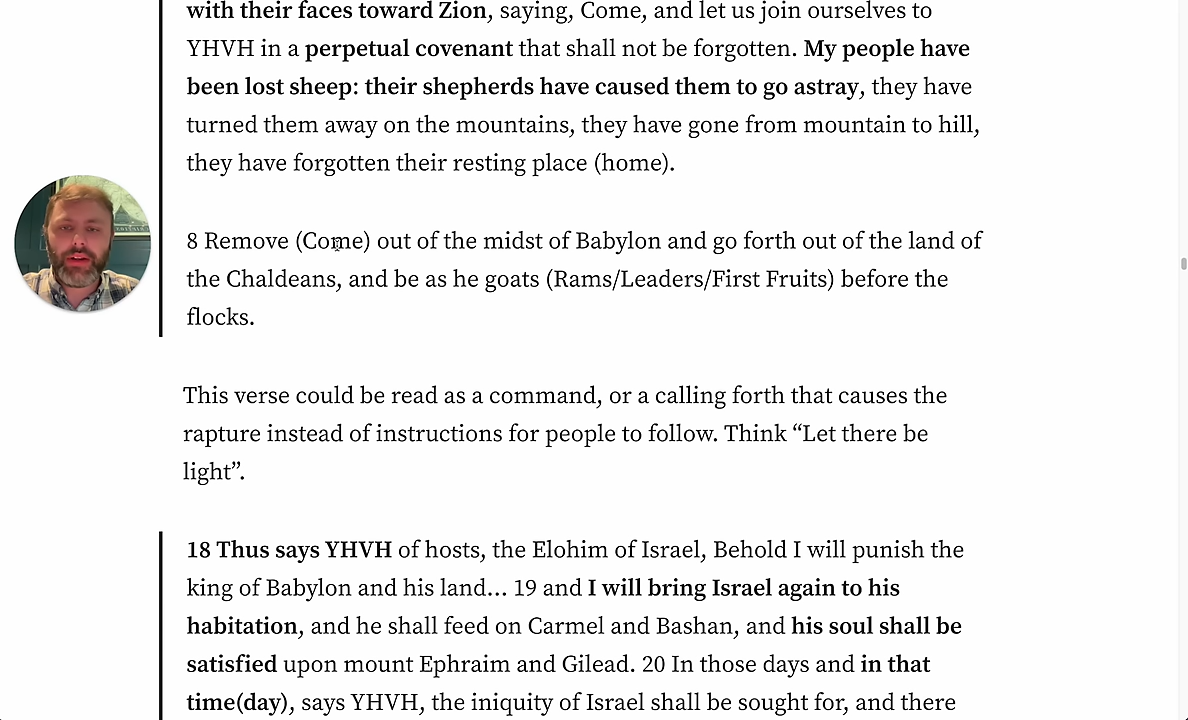 with their faces toward Zion, saying, Come, and let us join ourselves to
YHVH in a perpetual covenant that shall not be forgotten. My people have
been lost sheep: their shepherds have caused them to go astray, they have
turned them away on the mountains, they have gone from mountain to hill,
they have forgotten their resting place (home).
8 Remove (Come) out of the midst of Babylon and go forth out of the land of
the Chaldeans, and be as he goats (Rams/Leaders/First Fruits) before the
flocks.
This verse could be read as a command, or a calling forth that causes the
rapture instead of instructions for people to follow. Think “Let there be
light”.
18 Thus says YHVH of hosts, the Elohim of Israel, Behold I will punish the
king of Babylon and his land… 19 and I will bring Israel again to his
habitation, and he shall feed on Carmel and Bashan, and his soul shall be
satisfied upon mount Ephraim and Gilead. 20 In those days and in that
time(day), says YHVH, the iniquity of Israel shall be sought for, and there